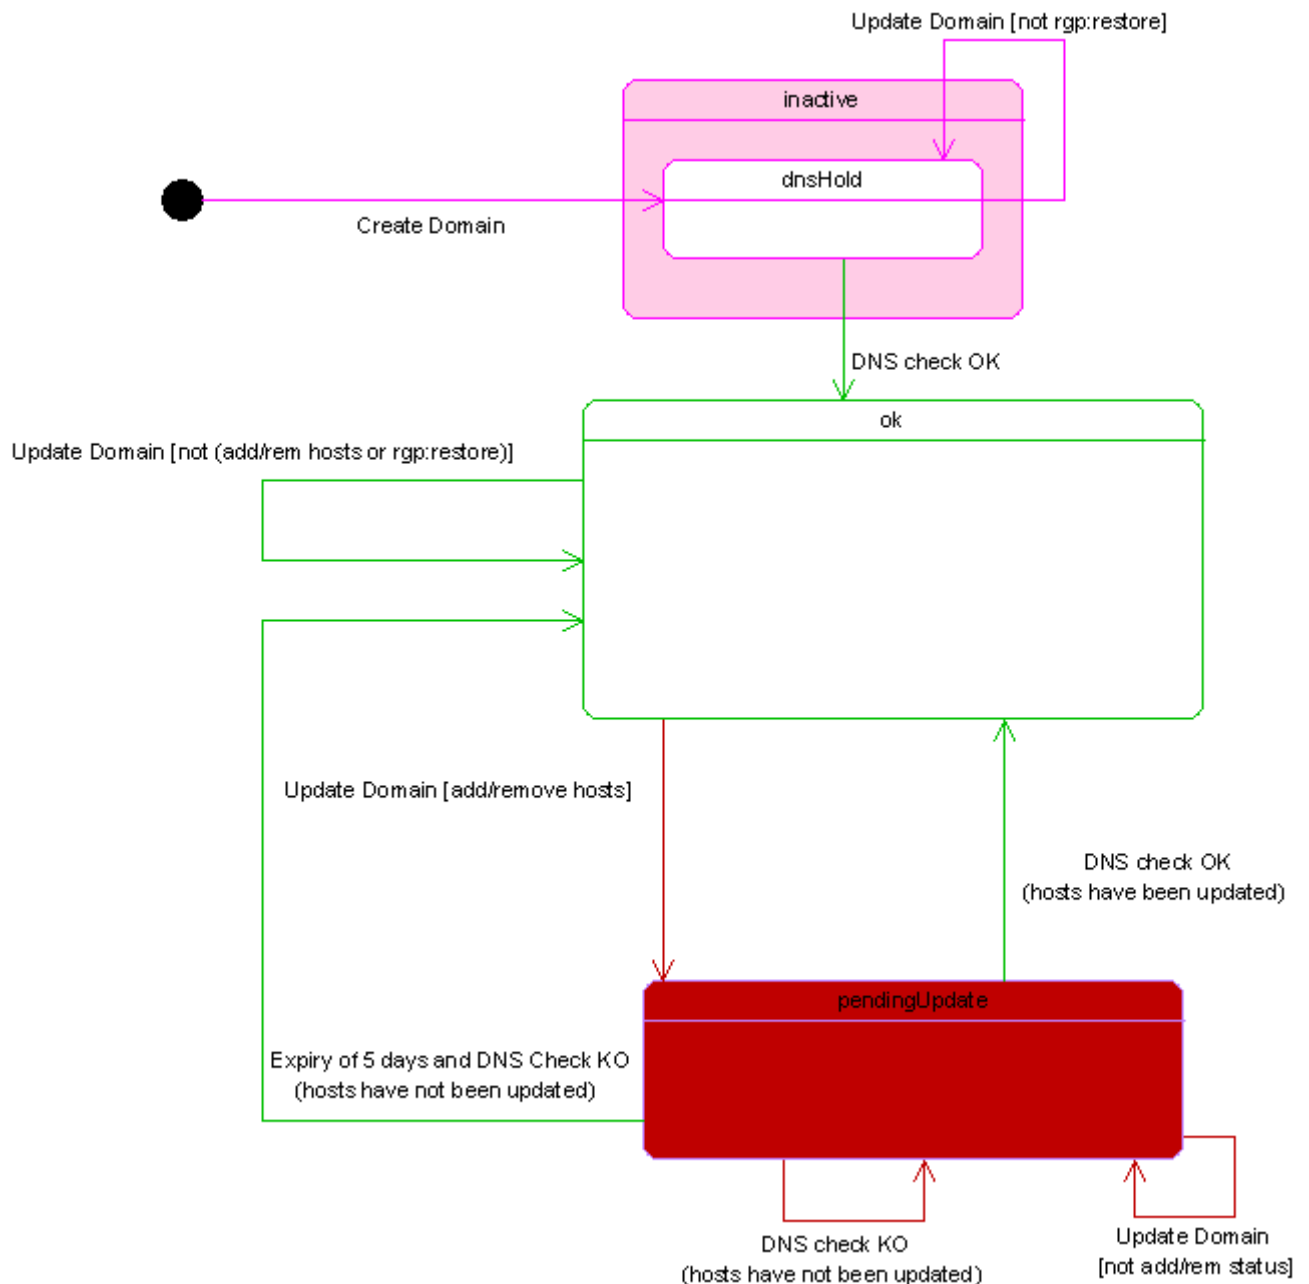 Update Domain [not rgp:restore]
inactive
dnsHold
Create Domain
DNS check OK
ok
Update Domain [not (add/rem hosts or rgp:restore)]
Update Domain [add/remove hosts]
DNS check OK
(hosts have been updated)
pendingUpdate
Expiry of 5 days and DNS Check KO
(hosts have not been updated)
DNS check KO
(hosts have not been updated)
Update Domain
[not add/rem status]